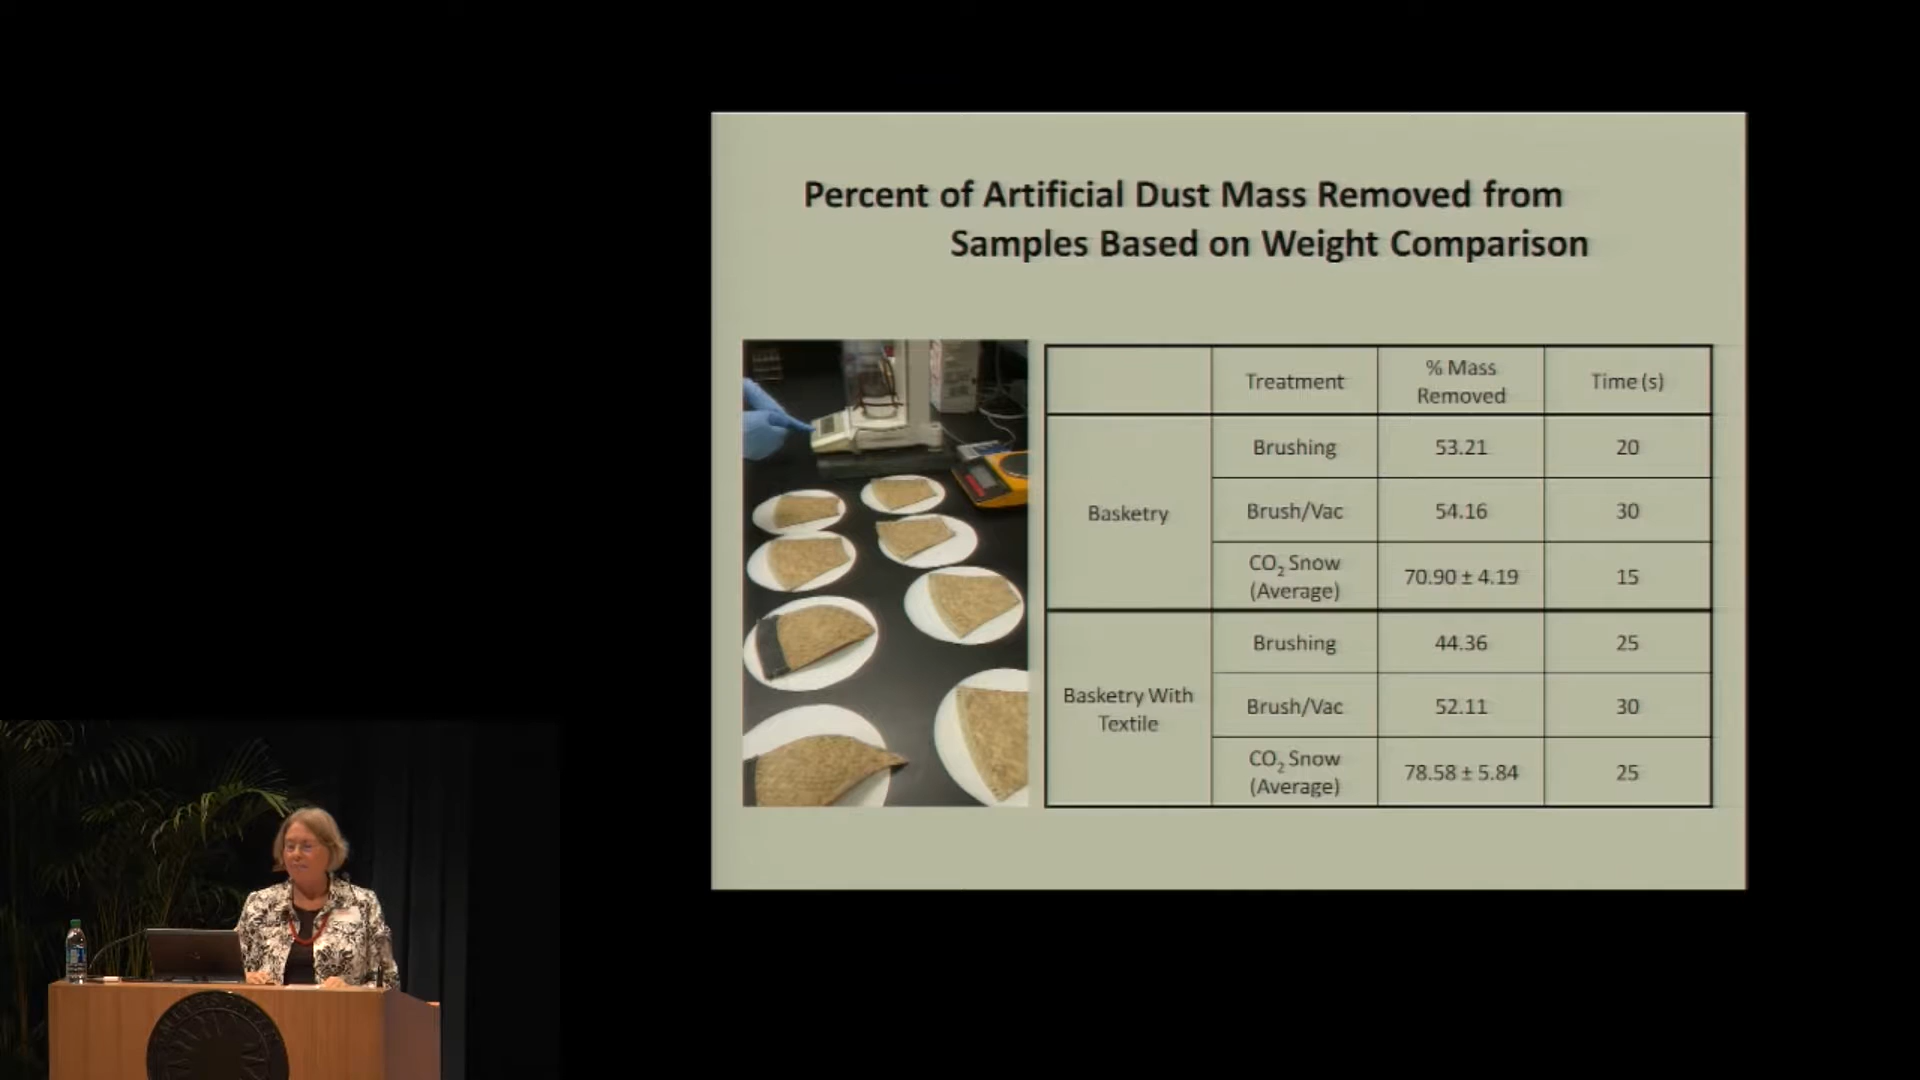 Percent of Artificial Dust Mass Removed from
Samples Based on Weight Comparison
Treatment
% Mass
Removed
Time (s)
Basketry
Brushing
53.21
20
Brush/Vac
54.16
30
CO₂ Snow
(Average)
70.90 ± 4.19
15
Basketry With
Textile
Brushing
44.36
25
Brush/Vac
52.11
30
CO₂ Snow
(Average)
78.58 ± 5.84
25